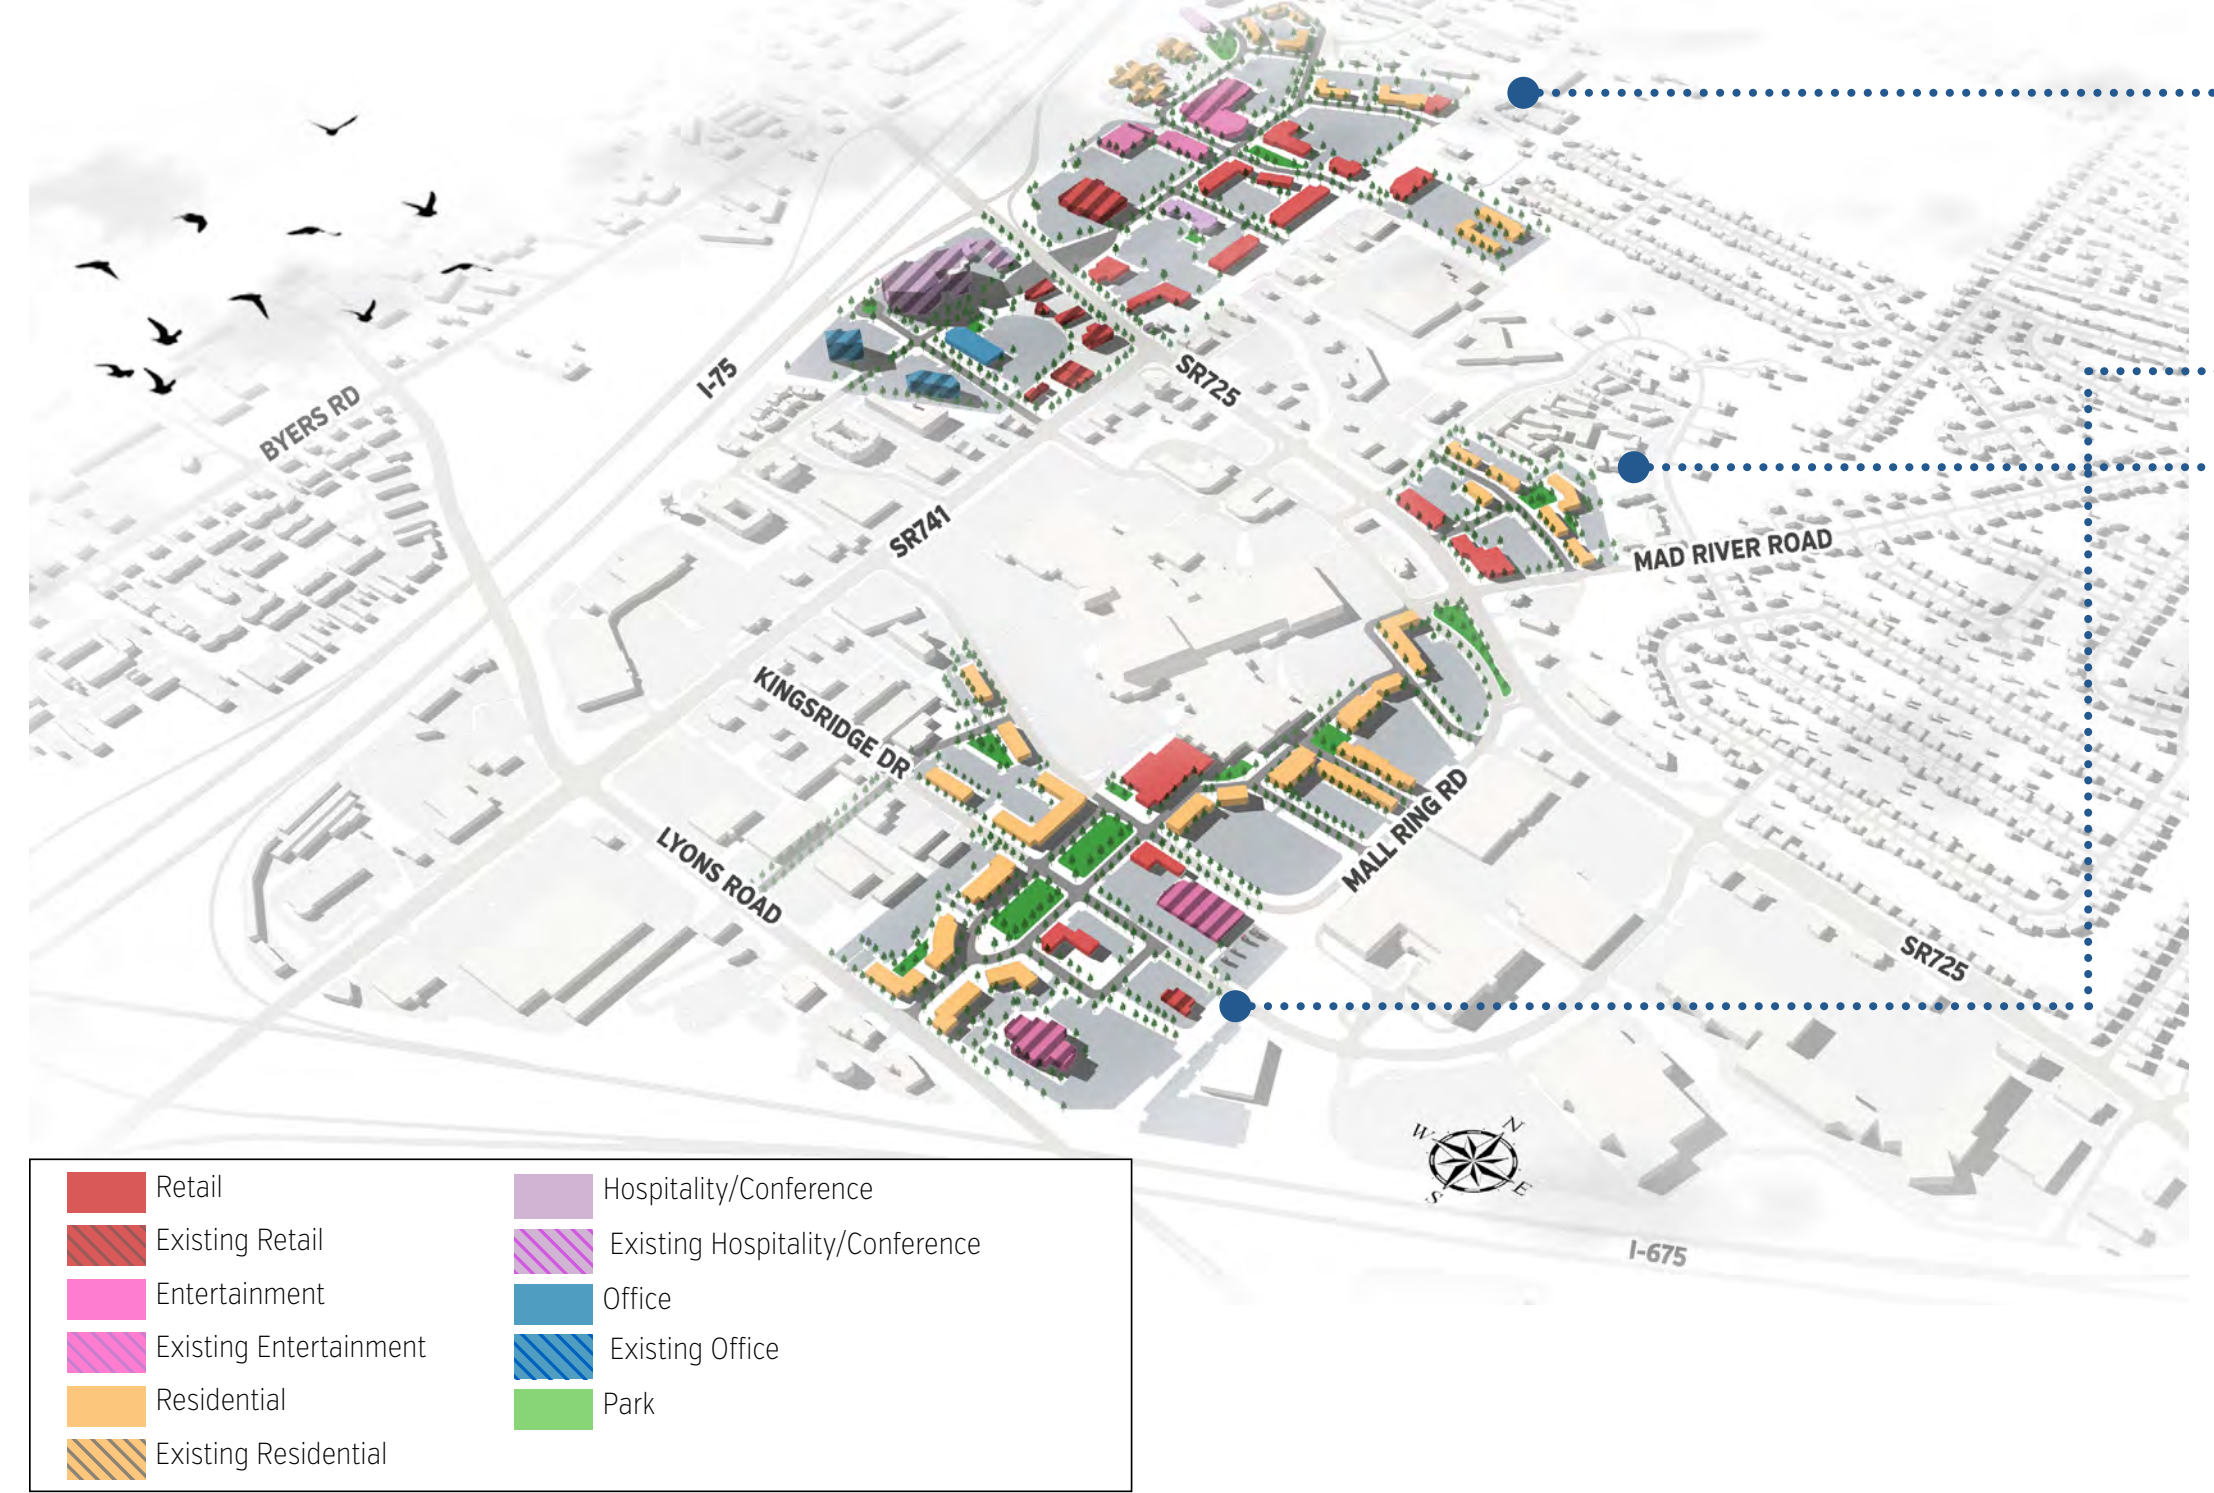 BYERS RD
I-75
SR725
SR741
MAD RIVER ROAD
KINGSRIDGE DR
LYONS ROAD
MALL RING RD
SR725
W
N
S
E
I-675
Retail
Existing Retail
Entertainment
Existing Entertainment
Residential
Existing Residential
Hospitality/Conference
Existing Hospitality/Conference
Office
Existing Office
Park